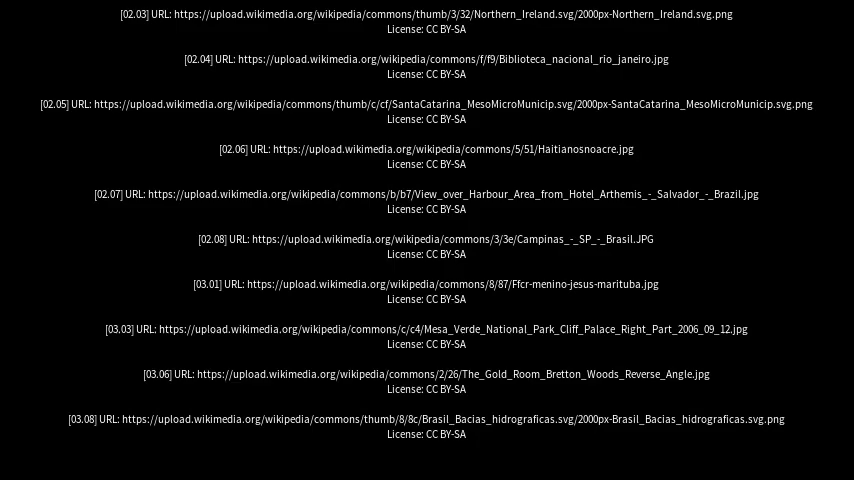 [02.03] URL: https://upload.wikimedia.org/wikipedia/commons/thumb/3/32/Northern_Ireland.svg/2000px-Northern_Ireland.svg.png
License: CC BY-SA
[02.04] URL: https://upload.wikimedia.org/wikipedia/commons/f/f9/Biblioteca_nacional_rio_janeiro.jpg
License: CC BY-SA
[02.05] URL: https://upload.wikimedia.org/wikipedia/commons/thumb/c/cf/SantaCatarina_MesoMicroMunicip.svg/2000px-SantaCatarina_MesoMicroMunicip.svg.png
License: CC BY-SA
[02.06] URL: https://upload.wikimedia.org/wikipedia/commons/5/51/Haitianosnoacre.jpg
License: CC BY-SA
[02.07] URL: https://upload.wikimedia.org/wikipedia/commons/b/b7/View_over_Harbour_Area_from_Hotel_Arthemis_-_Salvador_-_Brazil.jpg
License: CC BY-SA
[02.08] URL: https://upload.wikimedia.org/wikipedia/commons/3/3e/Campinas_-_SP_-_Brasil.JPG
License: CC BY-SA
[03.01] URL: https://upload.wikimedia.org/wikipedia/commons/8/87/Ffcr-menino-jesus-marituba.jpg
License: CC BY-SA
[03.03] URL: https://upload.wikimedia.org/wikipedia/commons/c/c4/Mesa_Verde_National_Park_Cliff_Palace_Right_Part_2006_09_12.jpg
License: CC BY-SA
[03.06] URL: https://upload.wikimedia.org/wikipedia/commons/2/26/The_Gold_Room_Bretton_Woods_Reverse_Angle.jpg
License: CC BY-SA
[03.08] URL: https://upload.wikimedia.org/wikipedia/commons/thumb/8/8c/Brasil_Bacias_hidrograficas.svg/2000px-Brasil_Bacias_hidrograficas.svg.png
License: CC BY-SA